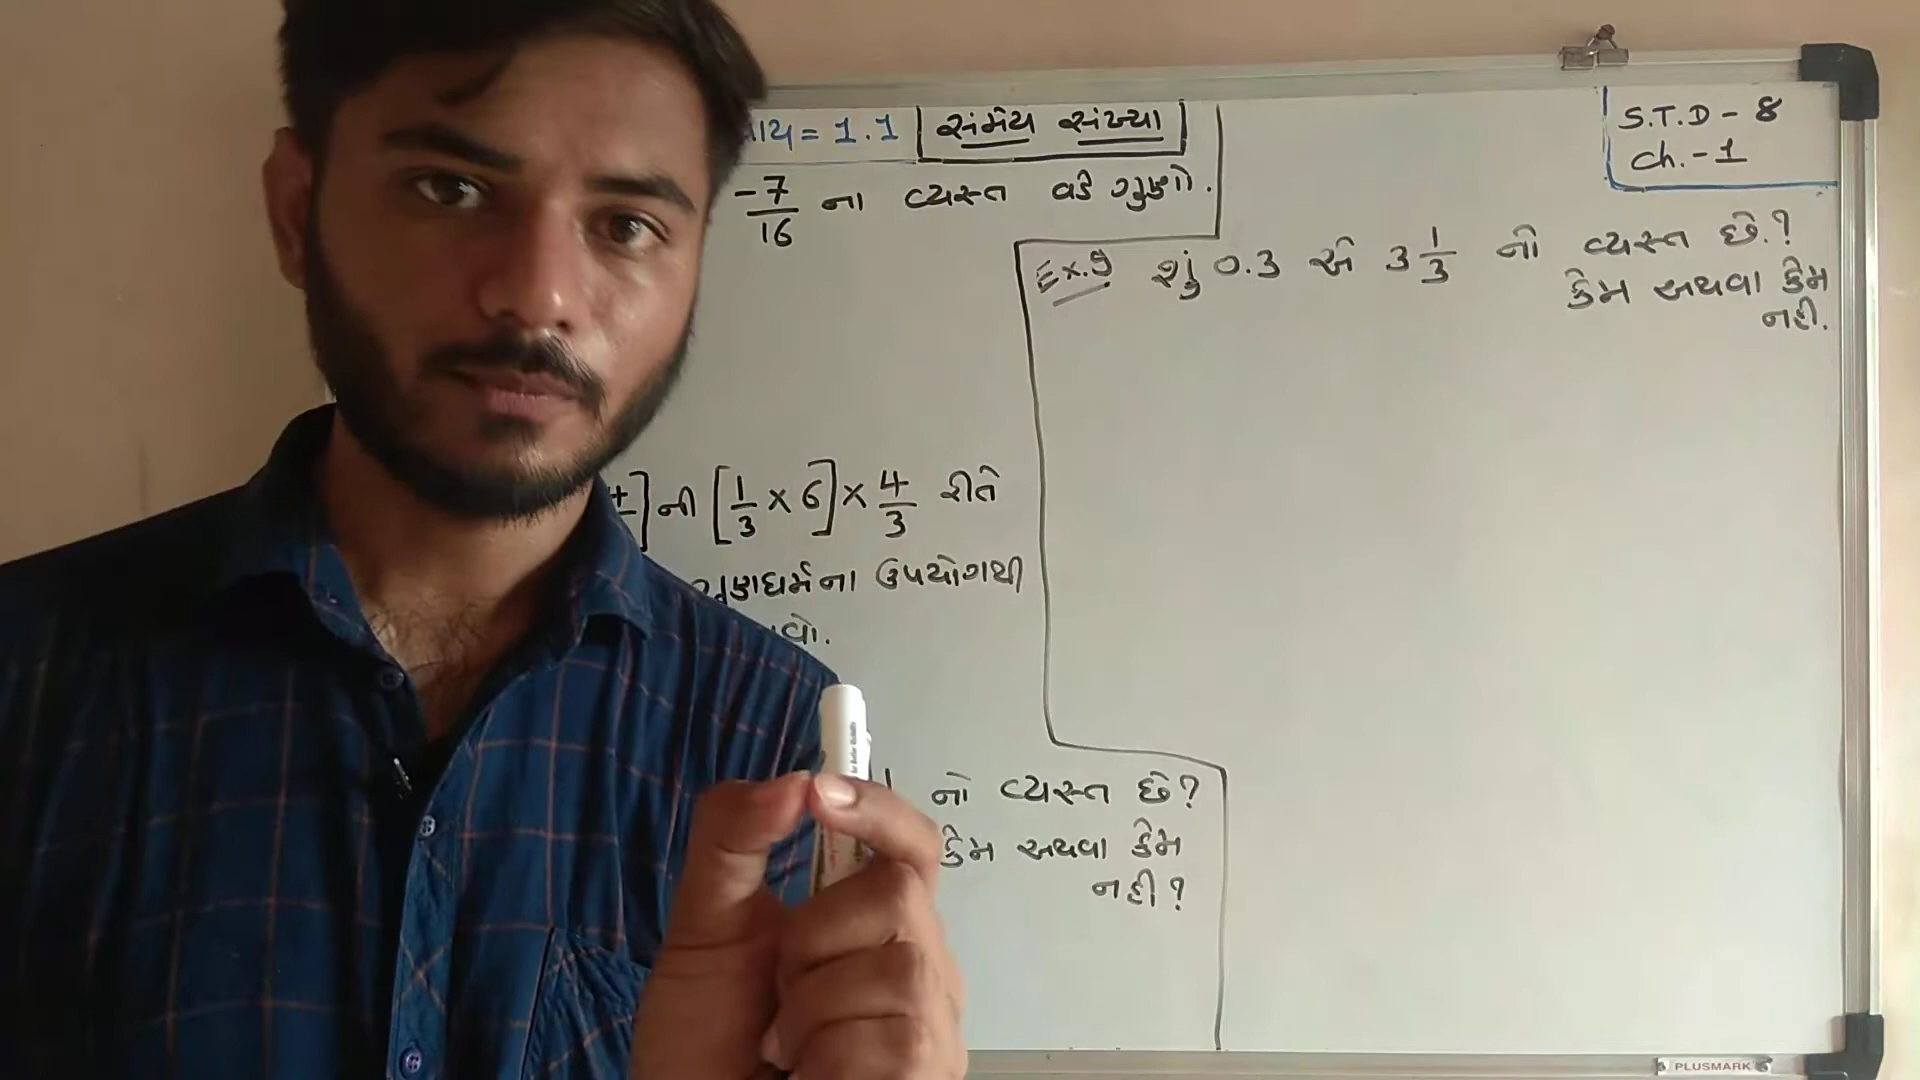 = 1.1 સંમેય સંખ્યા
S.T.D - 8
Ch. - 1
-7/16 ના વ્યસ્ત વડે ગુણો.
Ex.9 શું 0.3 એ 3 1/3 નો વ્યસ્ત છે.?
કેમ અથવા કેમ
નહી.
] ની [1/3 × 6] × 4/3 રીતે
ગુણધર્મના ઉપયોગથી
નો વ્યસ્ત છે?
કેમ અથવા કેમ
નહી?
PLUSMARK